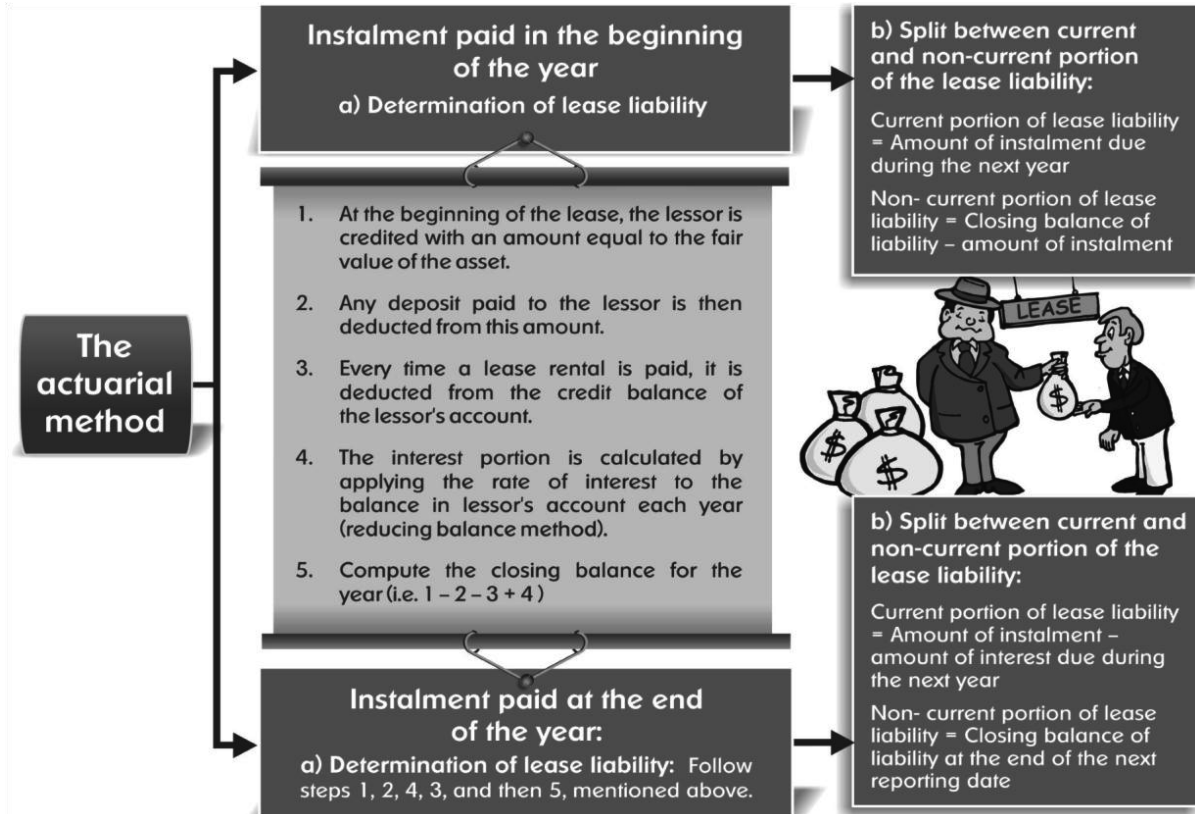 The
actuarial
method
Instalment paid in the beginning
of the year
a) Determination of lease liability
1. At the beginning of the lease, the lessor is
credited with an amount equal to the fair
value of the asset.
2. Any deposit paid to the lessor is then
deducted from this amount.
3. Every time a lease rental is paid, it is
deducted from the credit balance of
the lessor's account.
4. The interest portion is calculated by
applying the rate of interest to the
balance in lessor's account each year
(reducing balance method).
5. Compute the closing balance for the
year (i.e. 1 – 2 – 3 + 4 )
b) Split between current
and non-current portion
of the lease liability:
Current portion of lease liability
= Amount of instalment due
during the next year
Non- current portion of lease
liability = Closing balance of
liability – amount of instalment
LEASE
$
$
$
Instalment paid at the end
of the year:
a) Determination of lease liability: Follow
steps 1, 2, 4, 3, and then 5, mentioned above.
b) Split between current and
non-current portion of the
lease liability:
Current portion of lease liability
= Amount of instalment –
amount of interest due during
the next year
Non- current portion of lease
liability = Closing balance of
liability at the end of the next
reporting date